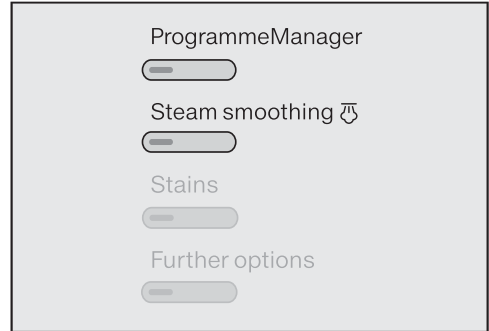 ProgrammeManager
Steam smoothing
Stains
Further options